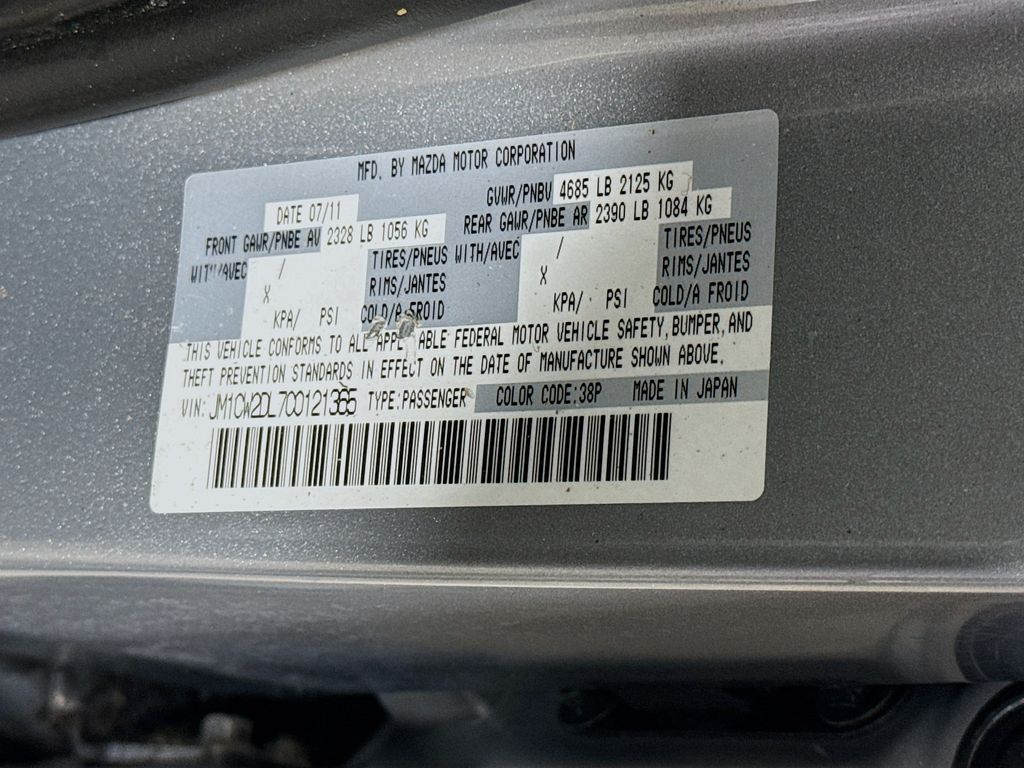 MFD. BY MAZDA MOTOR CORPORATION
DATE 07/11 GVWR/PNBV 4685 LB 2125 KG
FRONT GAWR/PNBE AV 2328 LB 1056 KG REAR GAWR/PNBE AR 2390 LB 1084 KG
WITH/AVEC / TIRES/PNEUS WITH/AVEC / TIRES/PNEUS
X RIMS/JANTES X RIMS/JANTES
KPA/ PSI COLD/A FROID KPA/ PSI COLD/A FROID
THIS VEHICLE CONFORMS TO ALL APPLICABLE FEDERAL MOTOR VEHICLE SAFETY, BUMPER, AND
THEFT PREVENTION STANDARDS IN EFFECT ON THE DATE OF MANUFACTURE SHOWN ABOVE.
VIN: JM1CW2DL7C0121365 TYPE:PASSENGER COLOR CODE:38P MADE IN JAPAN